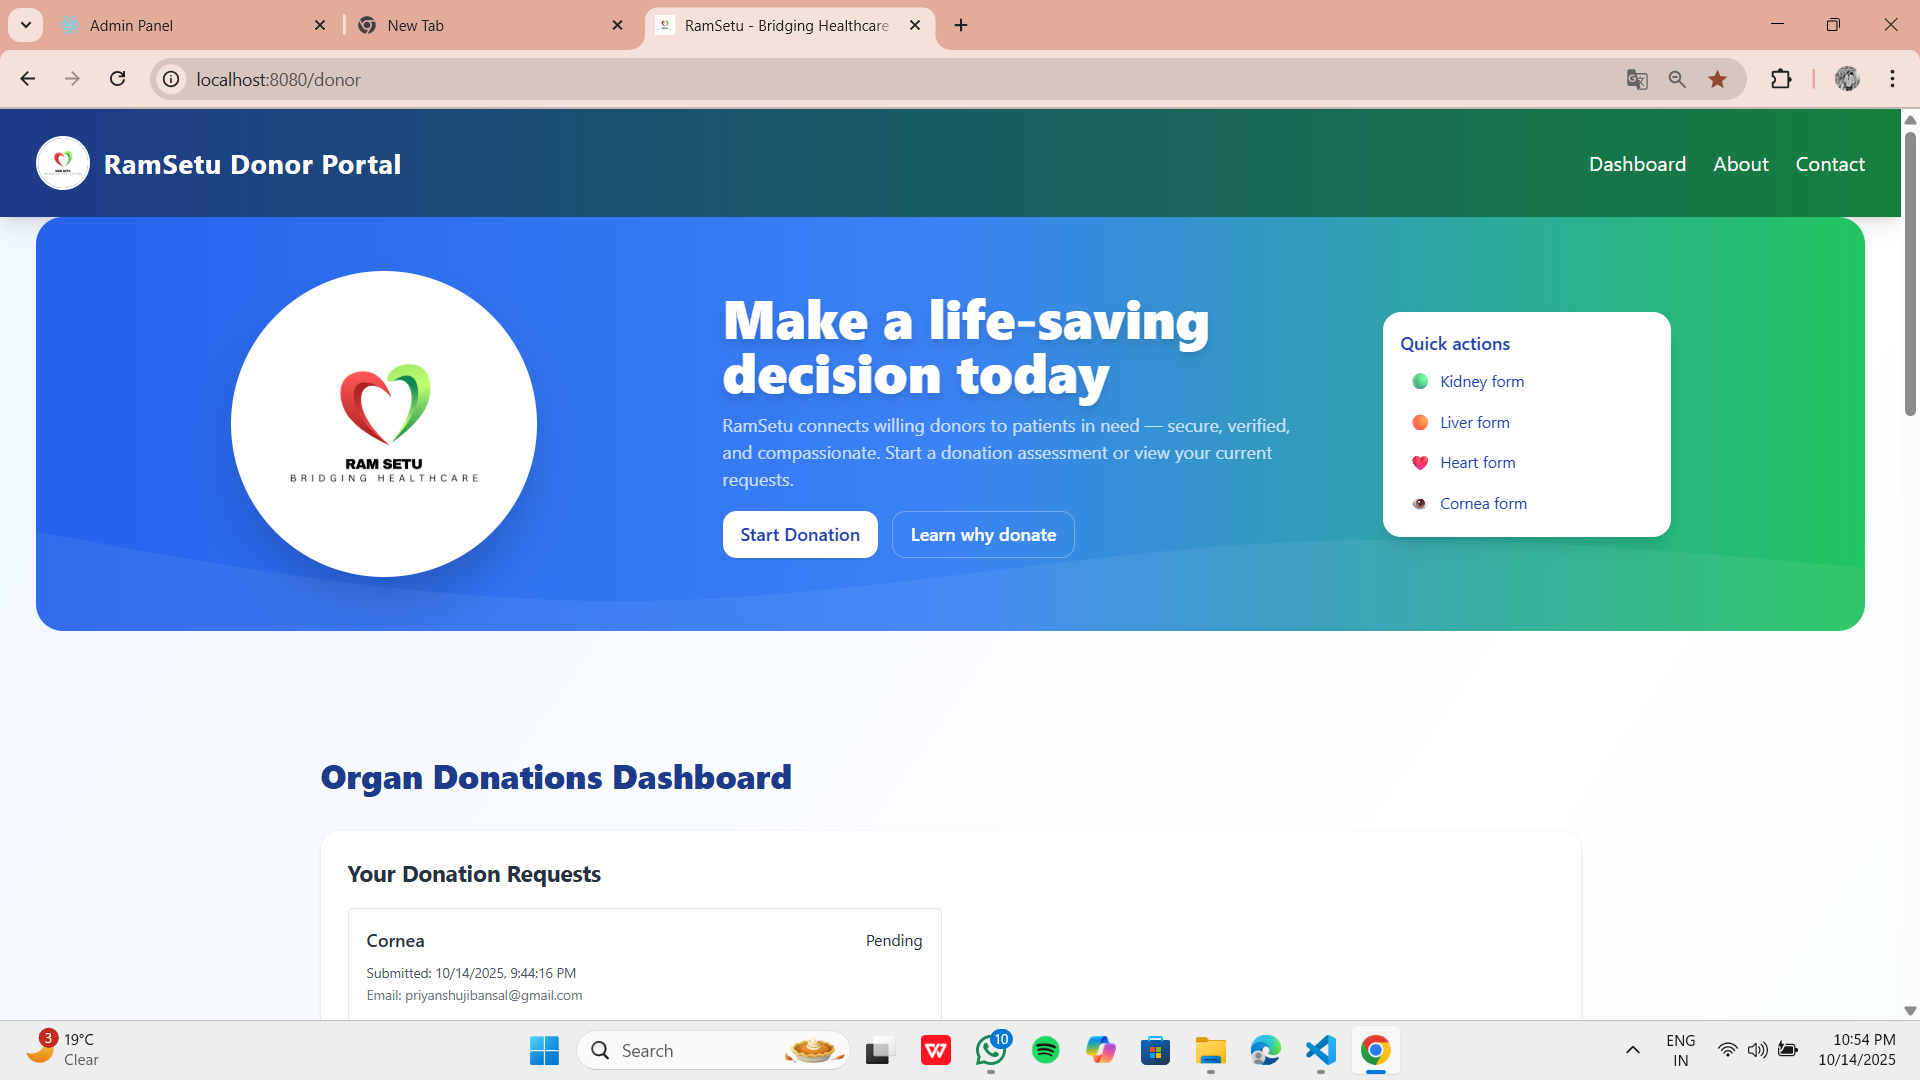 Admin Panel
New Tab
RamSetu - Bridging Healthcare
localhost:8080/donor
RamSetu Donor Portal
Dashboard
About
Contact
RAM SETU
BRIDGING HEALTHCARE
Make a life-saving
decision today
RamSetu connects willing donors to patients in need — secure, verified,
and compassionate. Start a donation assessment or view your current
requests.
Start Donation
Learn why donate
Quick actions
Kidney form
Liver form
Heart form
Cornea form
Organ Donations Dashboard
Your Donation Requests
Cornea
Pending
Submitted: 10/14/2025, 9:44:16 PM
Email: priyanshujibansal@gmail.com
3
19°C
Clear
Search
10
ENG
IN
10:54 PM
10/14/2025